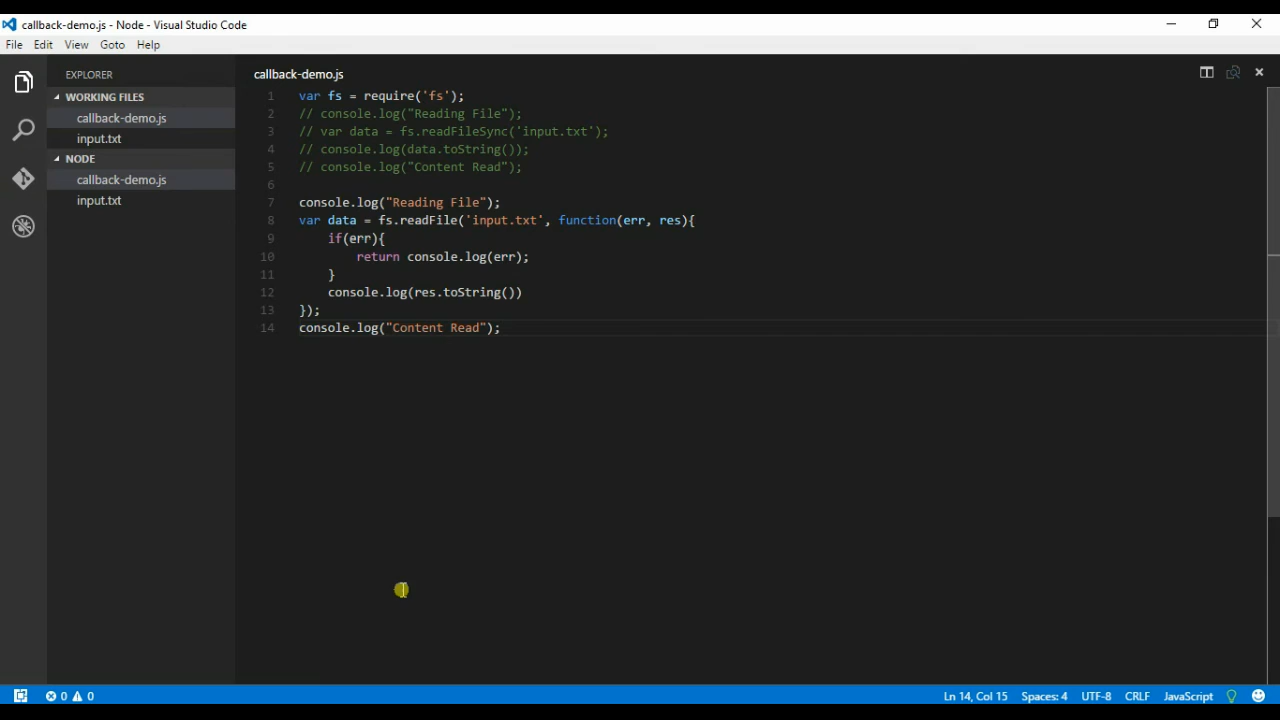 callback-demo.js - Node - Visual Studio Code
File Edit View Goto Help
EXPLORER
WORKING FILES
callback-demo.js
input.txt
NODE
callback-demo.js
input.txt
callback-demo.js
1 var fs = require('fs');
2 // console.log("Reading File");
3 // var data = fs.readFileSync('input.txt');
4 // console.log(data.toString());
5 // console.log("Content Read");
6
7 console.log("Reading File");
8 var data = fs.readFile('input.txt', function(err, res){
9 if(err){
10 return console.log(err);
11 }
12 console.log(res.toString())
13 });
14 console.log("Content Read");
0 0 Ln 14, Col 15 Spaces: 4 UTF-8 CRLF JavaScript